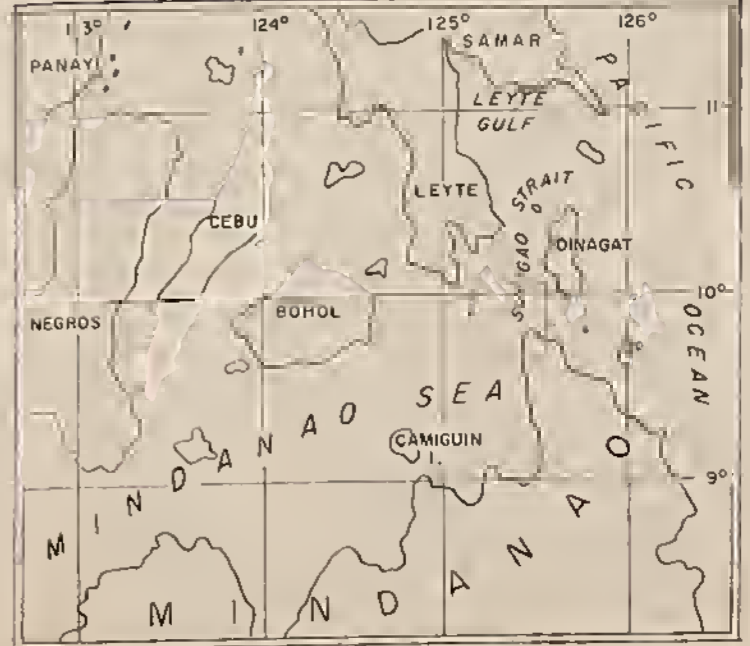 124°
125°
126°
PANAY
SAMAR
PACIFIC
OCEAN
LEYTE
GULF
11
LEYTE
STRAIT
CEBU
DINAGAT
10°
NEGROS
BOHOL
MINDANAO SEA
CAMIGUIN
I.
9°
MINDANAO